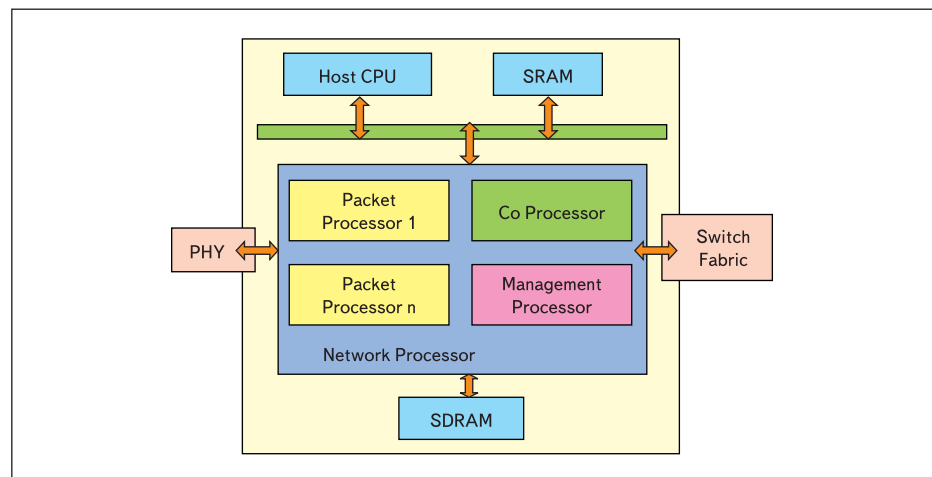 Host CPU
SRAM
Packet
Processor 1
Co Processor
PHY
Switch
Fabric
Packet
Processor n
Management
Processor
Network Processor
SDRAM